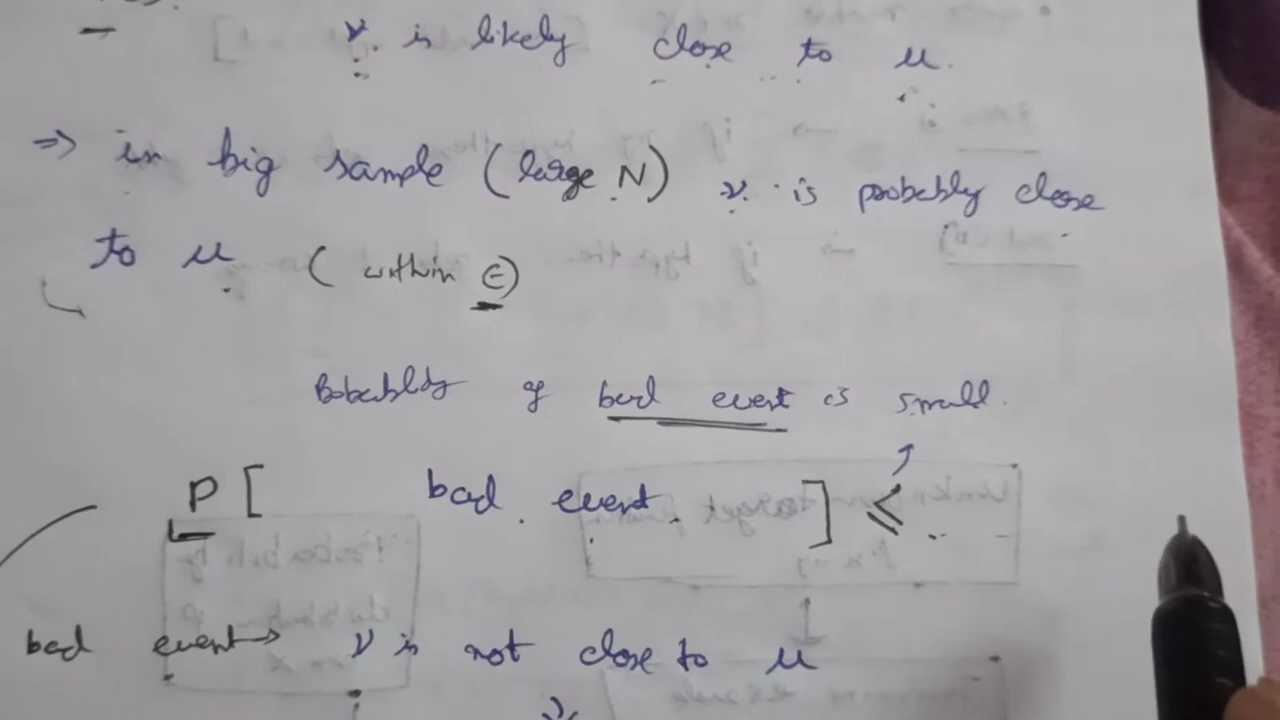 - ν is likely close to μ.
⇒ in big sample (large N) ν is probably close
to μ (within ∈)
Probability of bad event is small.
P[ bad event ] ≤
bad event → ν is not close to μ